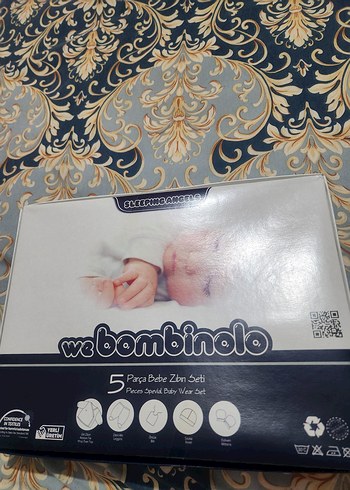 SLEEPING ANGELS
we bombinolo
5 Parça Bebe Zıbın Seti
Pieces Special Baby Wear Set
CONFIDENCE
IN TEXTILES
YERLİ
ÜRETİM